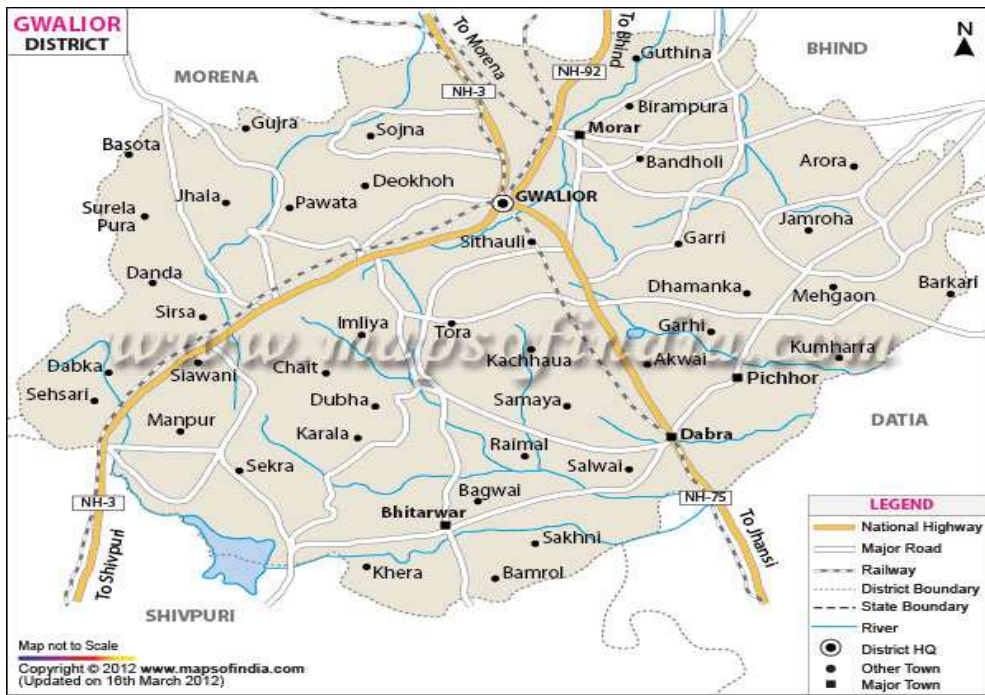 GWALIOR
DISTRICT
N
To Morena
To Bhind
Guthina
BHIND
MORENA
NH-92
NH-3
Gujra
Sojna
Birampura
Morar
Basota
Bandholi
Arora
Deokhoh
Jhala
Pawata
GWALIOR
Surela
Pura
Jamroha
Sithauli
Garri
Danda
Dhamanka
Mehgaon
Barkari
Sirsa
Imliya
Tora
Garhi
www.mapsofindia.com
Kumharra
Dabka
Siawani
Chait
Kachhaua
Akwai
Pichhor
Sehsari
Dubha
Samaya
DATIA
Manpur
Karala
Dabra
Raimal
Sekra
Salwai
Bagwai
NH-3
NH-75
Bhitarwar
To Shivpuri
To Jhansi
Sakhni
Khera
Bamrol
SHIVPURI
LEGEND
National Highway
Major Road
Railway
District Boundary
State Boundary
River
District HQ
Other Town
Major Town
Map not to Scale
Copyright © 2012 www.mapsofindia.com
(Updated on 16th March 2012)